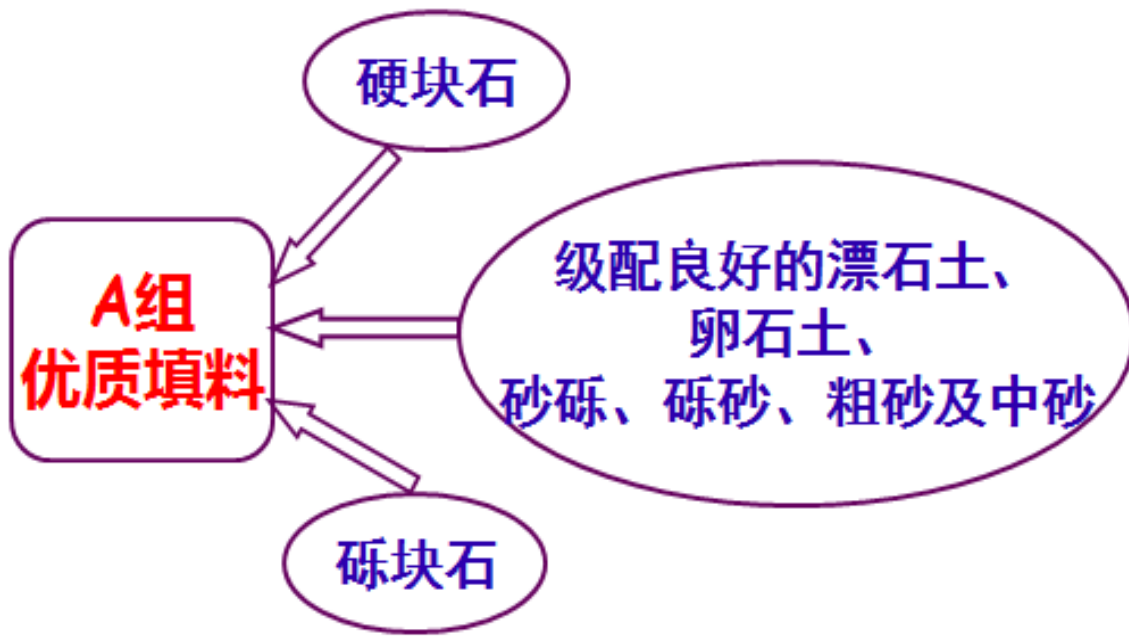 硬块石
A组
优质填料
级配良好的漂石土、
卵石土、
砂砾、砾砂、粗砂及中砂
砾块石